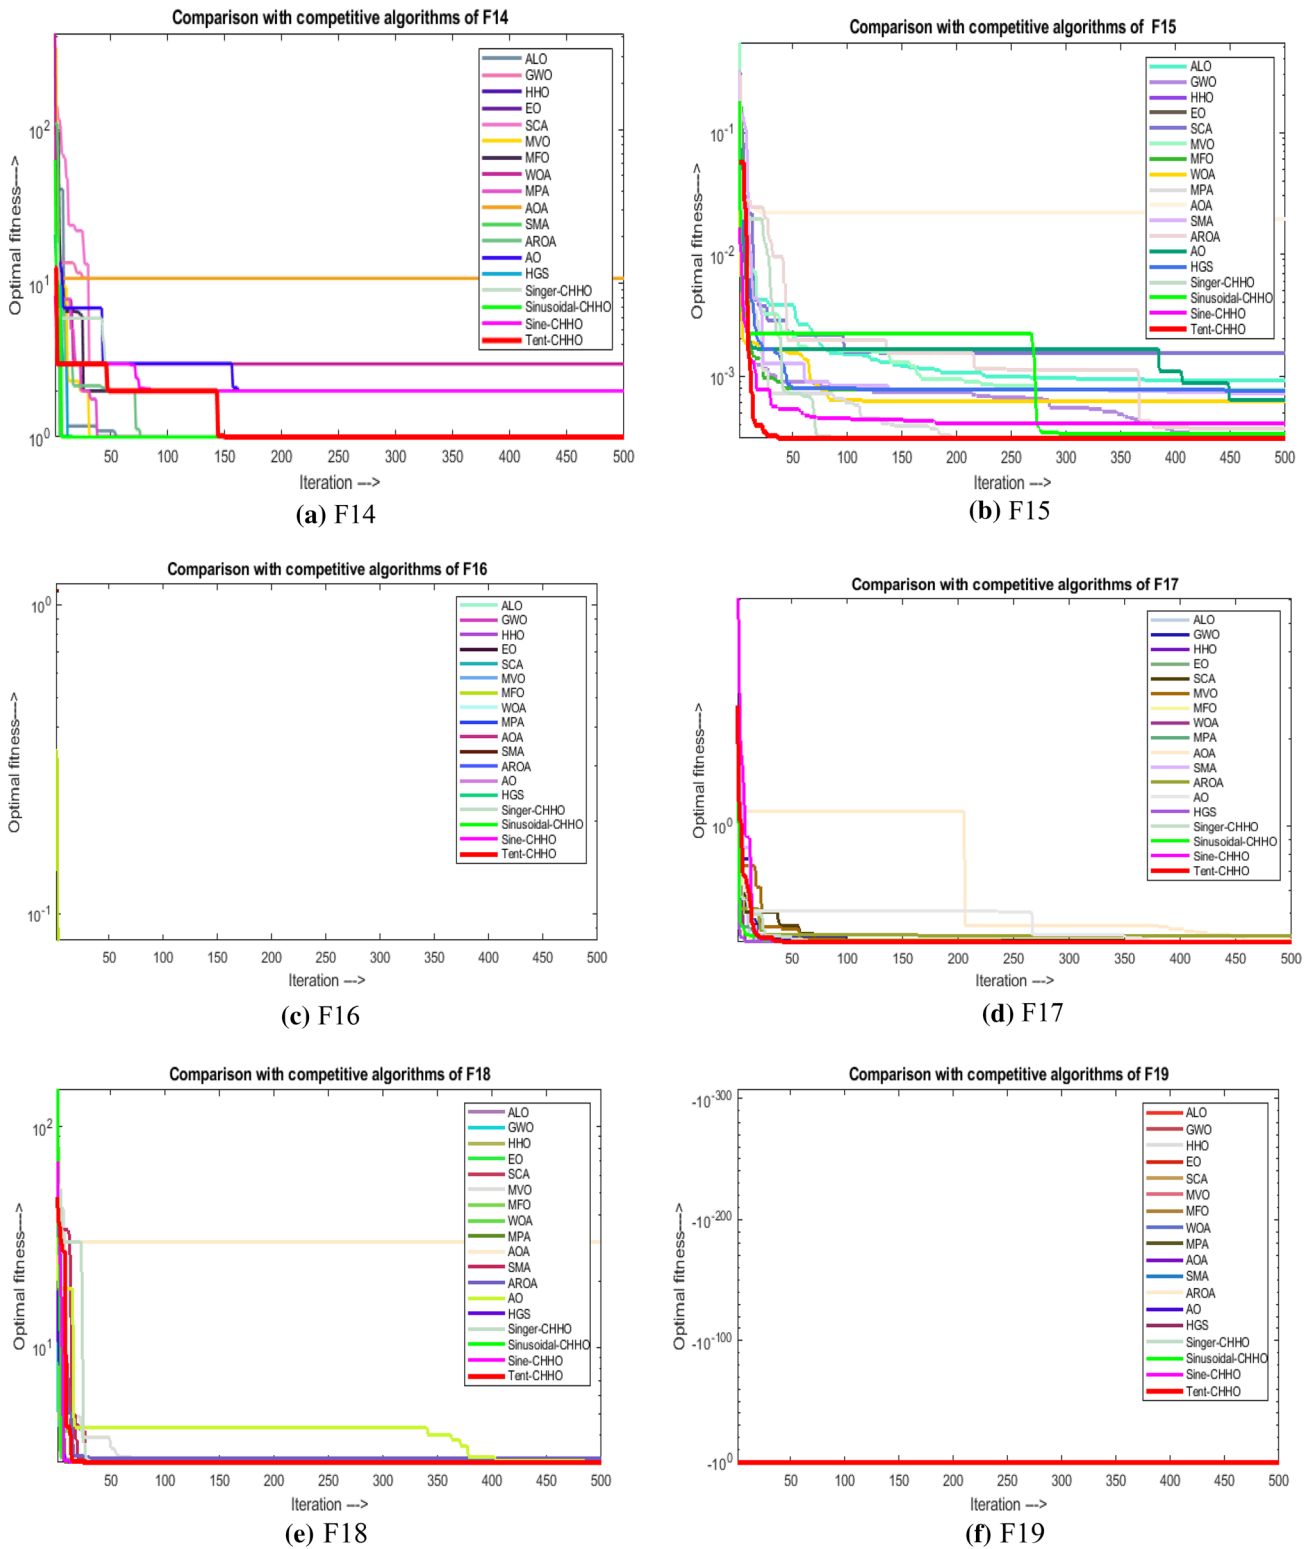 Comparison with competitive algorithms of F14
Optimal fitness---->
10^2
10^1
10^0
ALO
GWO
HHO
EO
SCA
MVO
MFO
WOA
MPA
AOA
SMA
AROA
AO
HGS
Singer-CHHO
Sinusoidal-CHHO
Sine-CHHO
Tent-CHHO
50 100 150 200 250 300 350 400 450 500
Iteration --->
(a) F14
Comparison with competitive algorithms of F15
Optimal fitness---->
10^-1
10^-2
10^-3
ALO
GWO
HHO
EO
SCA
MVO
MFO
WOA
MPA
AOA
SMA
AROA
AO
HGS
Singer-CHHO
Sinusoidal-CHHO
Sine-CHHO
Tent-CHHO
50 100 150 200 250 300 350 400 450 500
Iteration --->
(b) F15
Comparison with competitive algorithms of F16
Optimal fitness---->
10^0
10^-1
ALO
GWO
HHO
EO
SCA
MVO
MFO
WOA
MPA
AOA
SMA
AROA
AO
HGS
Singer-CHHO
Sinusoidal-CHHO
Sine-CHHO
Tent-CHHO
50 100 150 200 250 300 350 400 450 500
Iteration --->
(c) F16
Comparison with competitive algorithms of F17
Optimal fitness---->
10^0
ALO
GWO
HHO
EO
SCA
MVO
MFO
WOA
MPA
AOA
SMA
AROA
AO
HGS
Singer-CHHO
Sinusoidal-CHHO
Sine-CHHO
Tent-CHHO
50 100 150 200 250 300 350 400 450 500
Iteration --->
(d) F17
Comparison with competitive algorithms of F18
Optimal fitness---->
10^2
10^1
ALO
GWO
HHO
EO
SCA
MVO
MFO
WOA
MPA
AOA
SMA
AROA
AO
HGS
Singer-CHHO
Sinusoidal-CHHO
Sine-CHHO
Tent-CHHO
50 100 150 200 250 300 350 400 450 500
Iteration --->
(e) F18
Comparison with competitive algorithms of F19
Optimal fitness---->
-10^-300
-10^-200
-10^-100
-10^0
ALO
GWO
HHO
EO
SCA
MVO
MFO
WOA
MPA
AOA
SMA
AROA
AO
HGS
Singer-CHHO
Sinusoidal-CHHO
Sine-CHHO
Tent-CHHO
50 100 150 200 250 300 350 400 450 500
Iteration --->
(f) F19